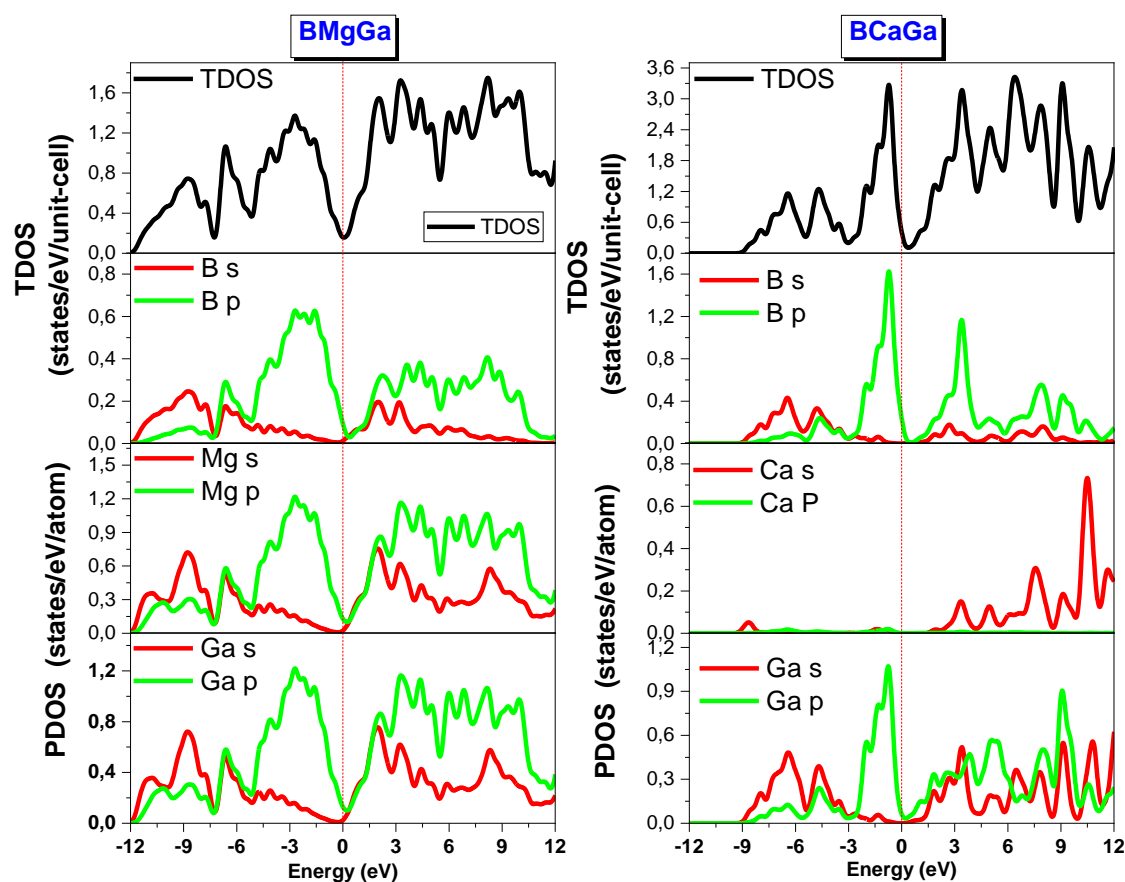 BMgGa
TDOS
(states/eV/unit-cell)
PDOS (states/eV/atom)
1,6
1,2
0,8
0,4
0,0
TDOS
TDOS
0,8
0,6
0,4
0,2
0,0
B s
B p
1,5
1,2
0,9
0,6
0,3
0,0
Mg s
Mg p
1,2
0,8
0,4
0,0
Ga s
Ga p
-12 -9 -6 -3 0 3 6 9 12
Energy (eV)
BCaGa
TDOS
(states/eV/unit-cell)
PDOS (states/eV/atom)
3,6
3,0
2,4
1,8
1,2
0,6
0,0
TDOS
1,6
1,2
0,8
0,4
0,0
B s
B p
0,8
0,6
0,4
0,2
0,0
Ca s
Ca P
1,2
0,9
0,6
0,3
0,0
Ga s
Ga p
-12 -9 -6 -3 0 3 6 9 12
Energy (eV)